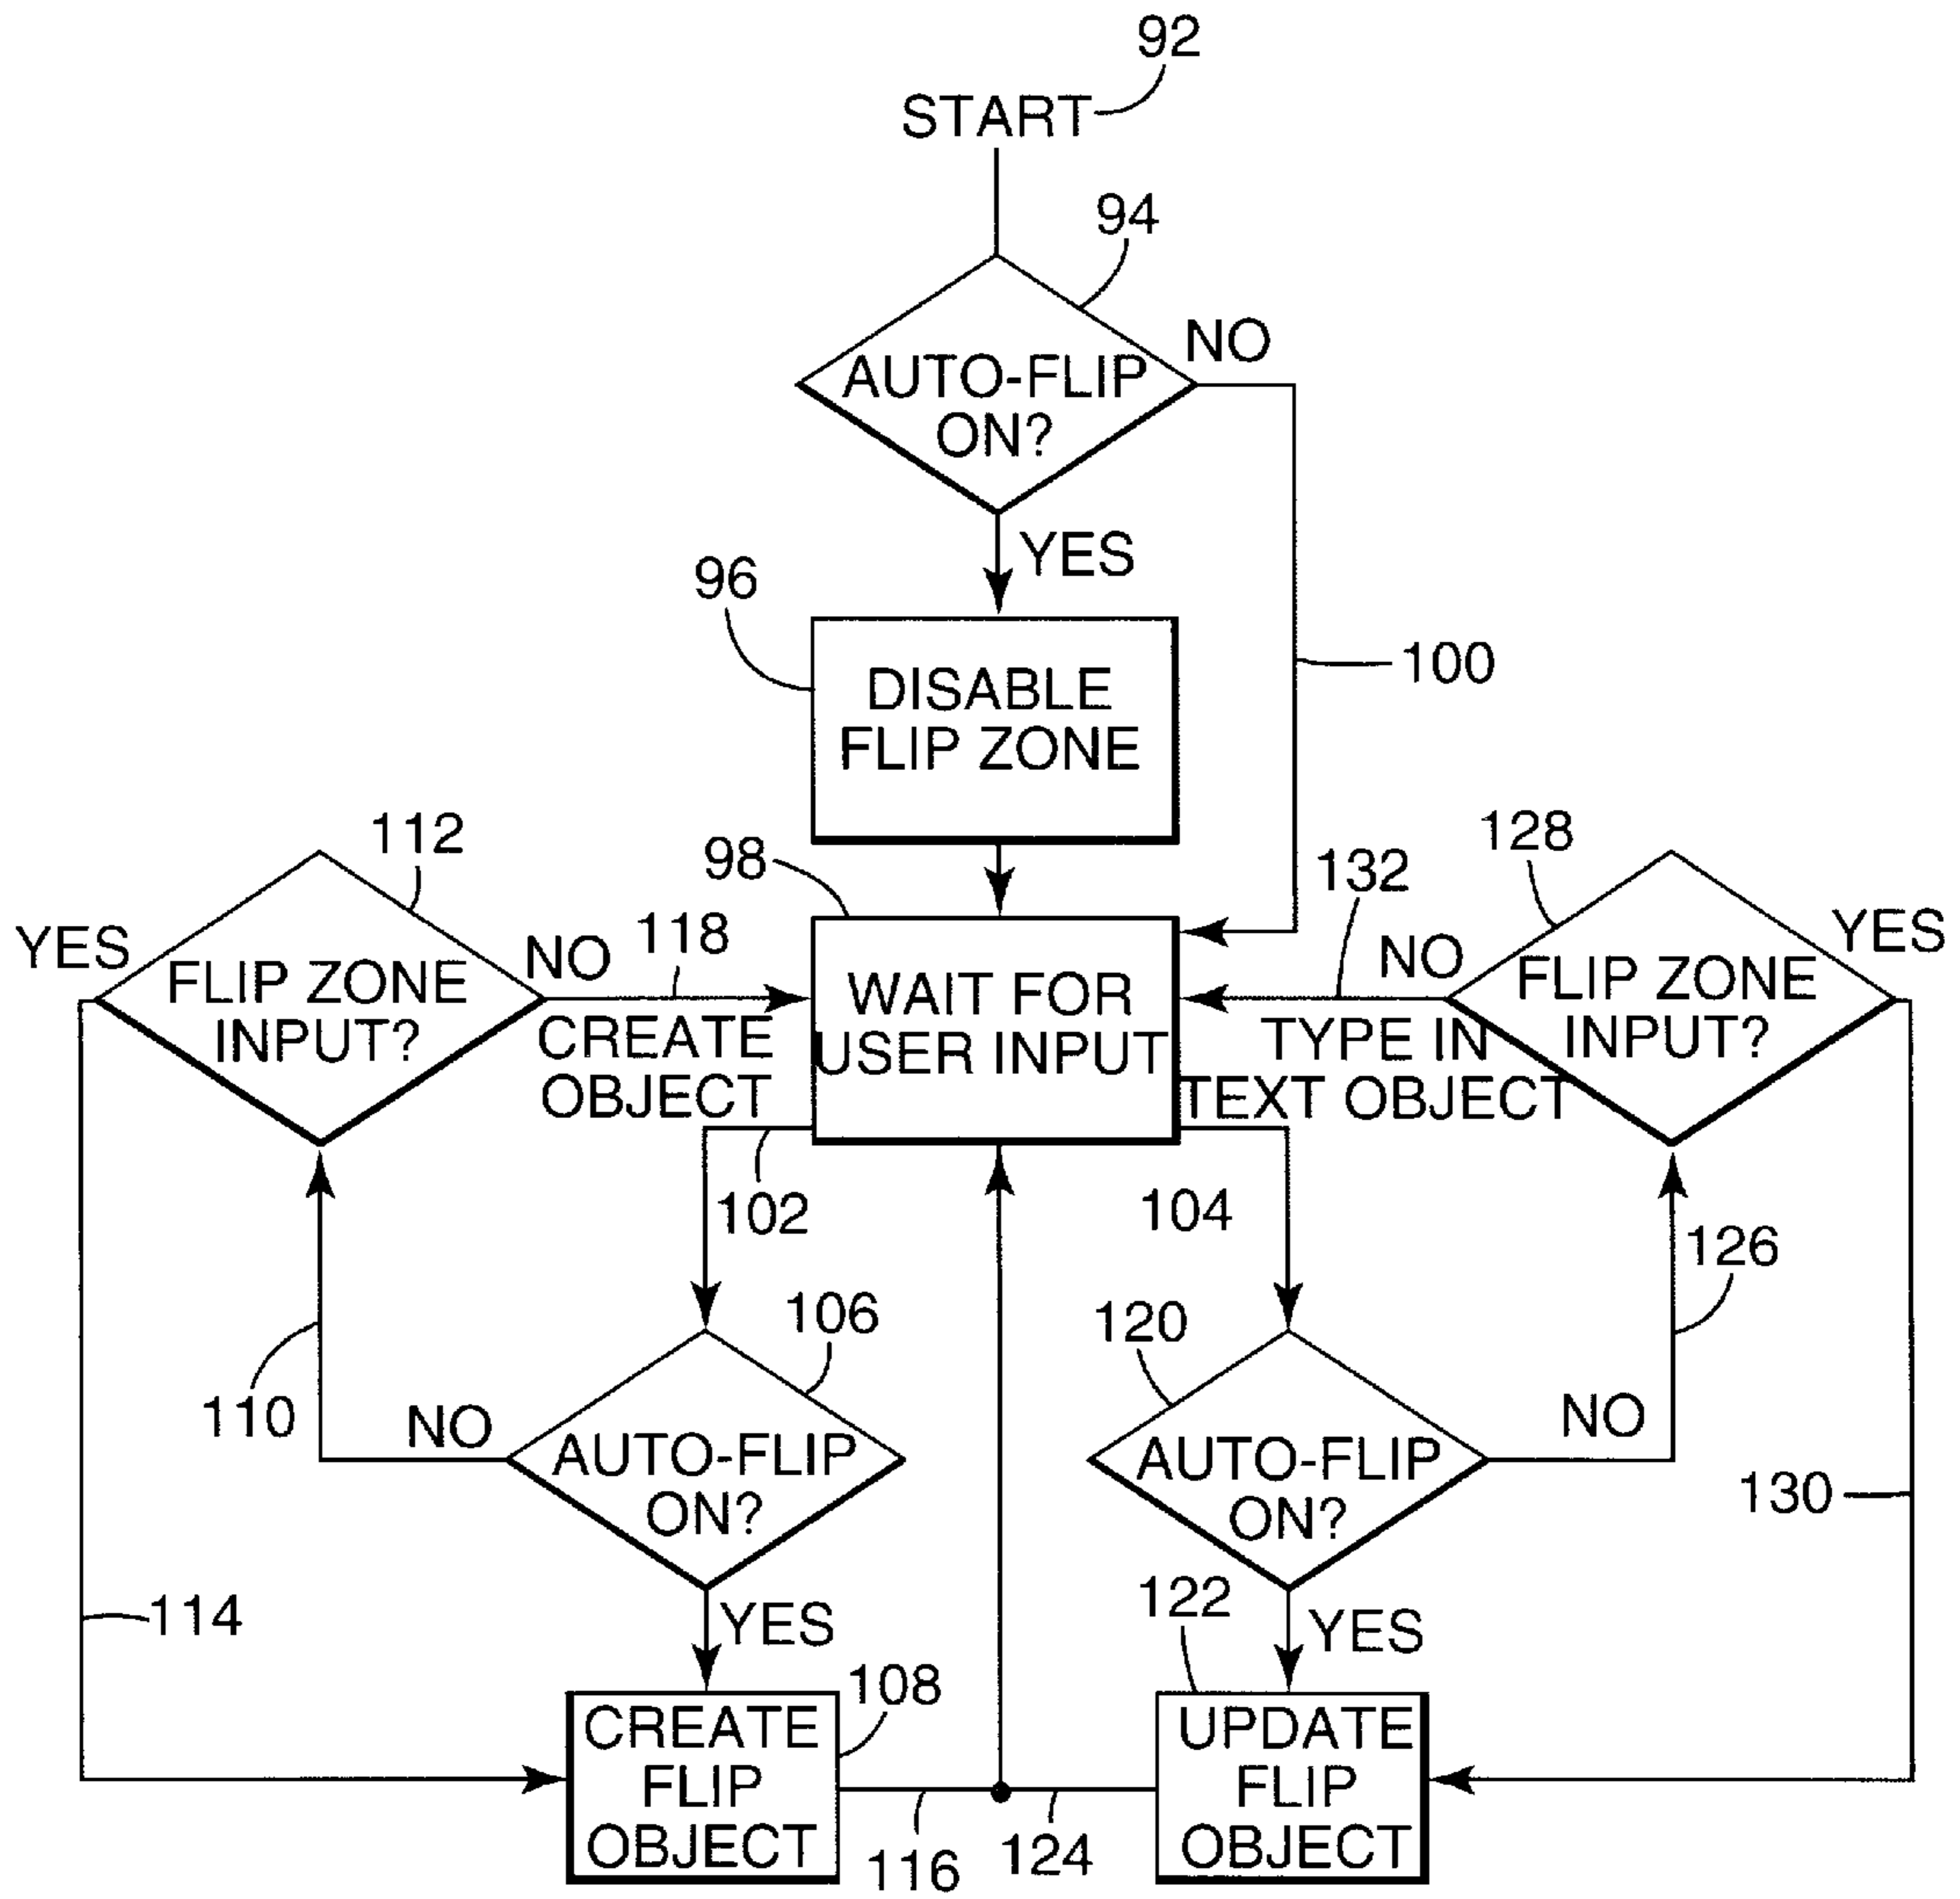 92
START
94
NO
AUTO-FLIP
ON?
YES
96
DISABLE
FLIP ZONE
100
112
98
132
128
YES
FLIP ZONE
INPUT?
NO
118
CREATE
OBJECT
WAIT FOR
USER INPUT
NO
TYPE IN
TEXT OBJECT
FLIP ZONE
INPUT?
YES
102
104
126
106
120
110
NO
AUTO-FLIP
ON?
AUTO-FLIP
ON?
NO
130
114
YES
122
YES
108
CREATE
FLIP
OBJECT
UPDATE
FLIP
OBJECT
116
124